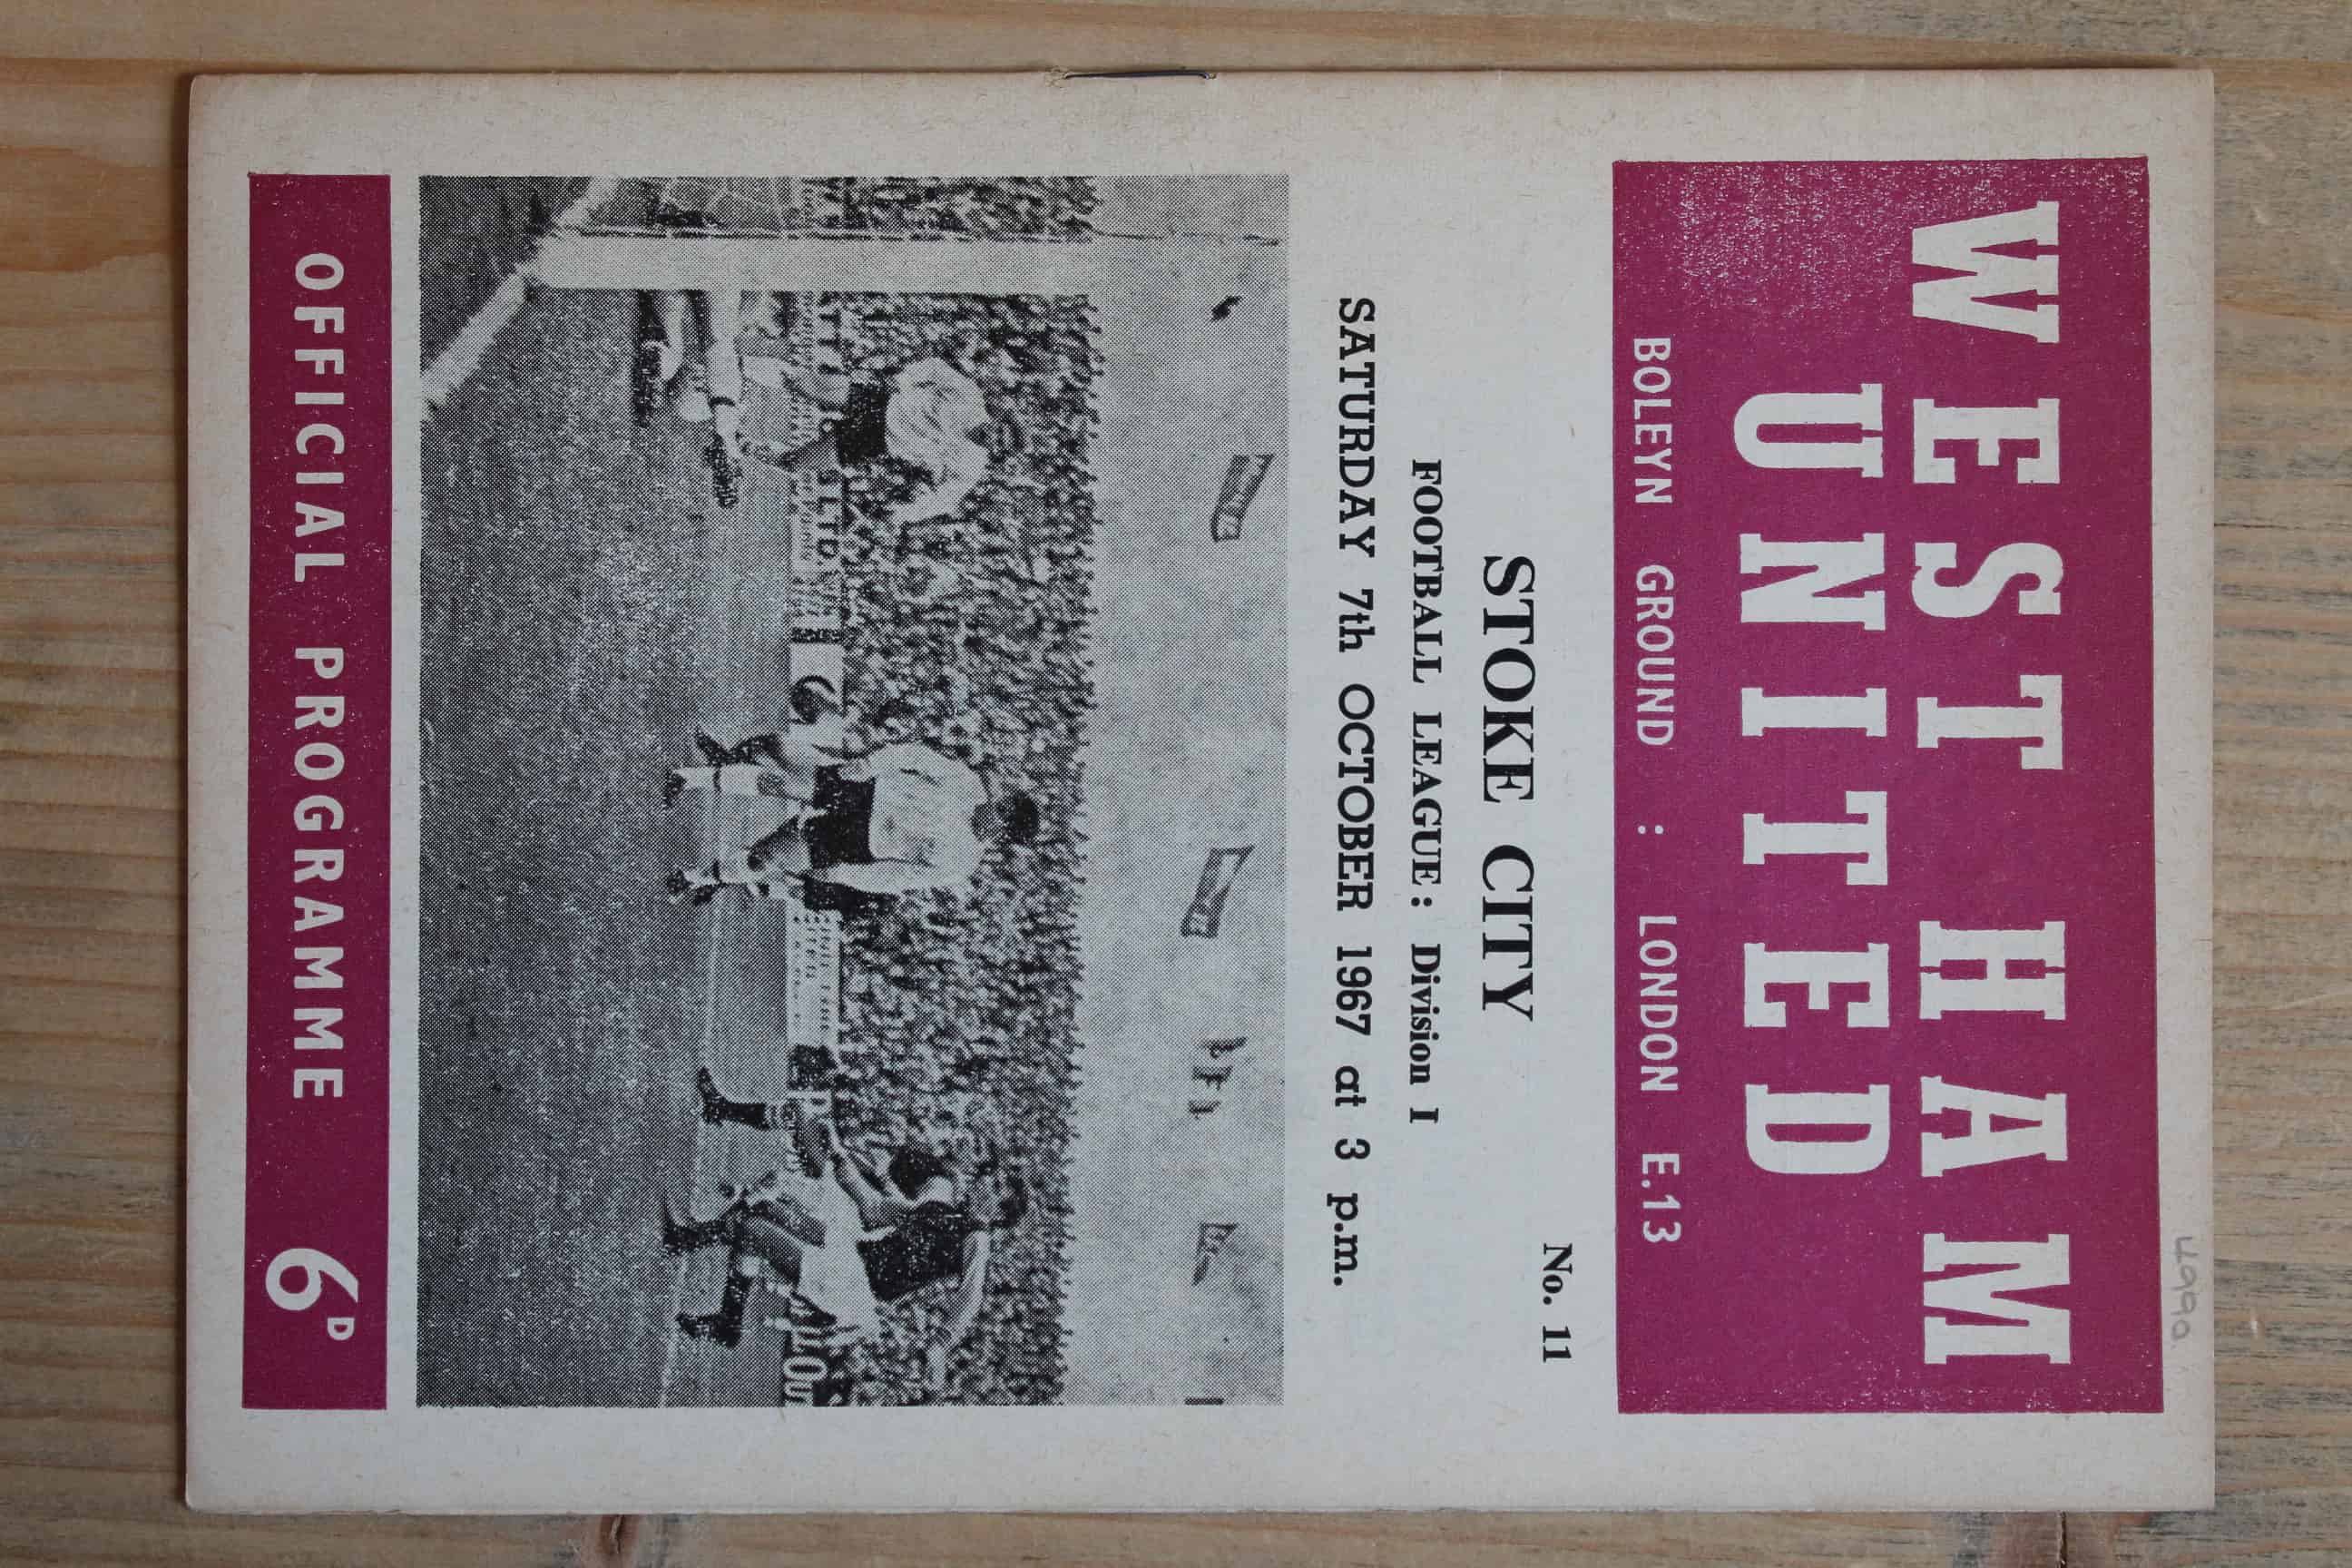 WEST HAM
UNITED
BOLEYN GROUND : LONDON E.13
No. 11
STOKE CITY
FOOTBALL LEAGUE : Division I
SATURDAY 7th OCTOBER 1967 at 3 p.m.
LTD
OFFICIAL PROGRAMME 6D